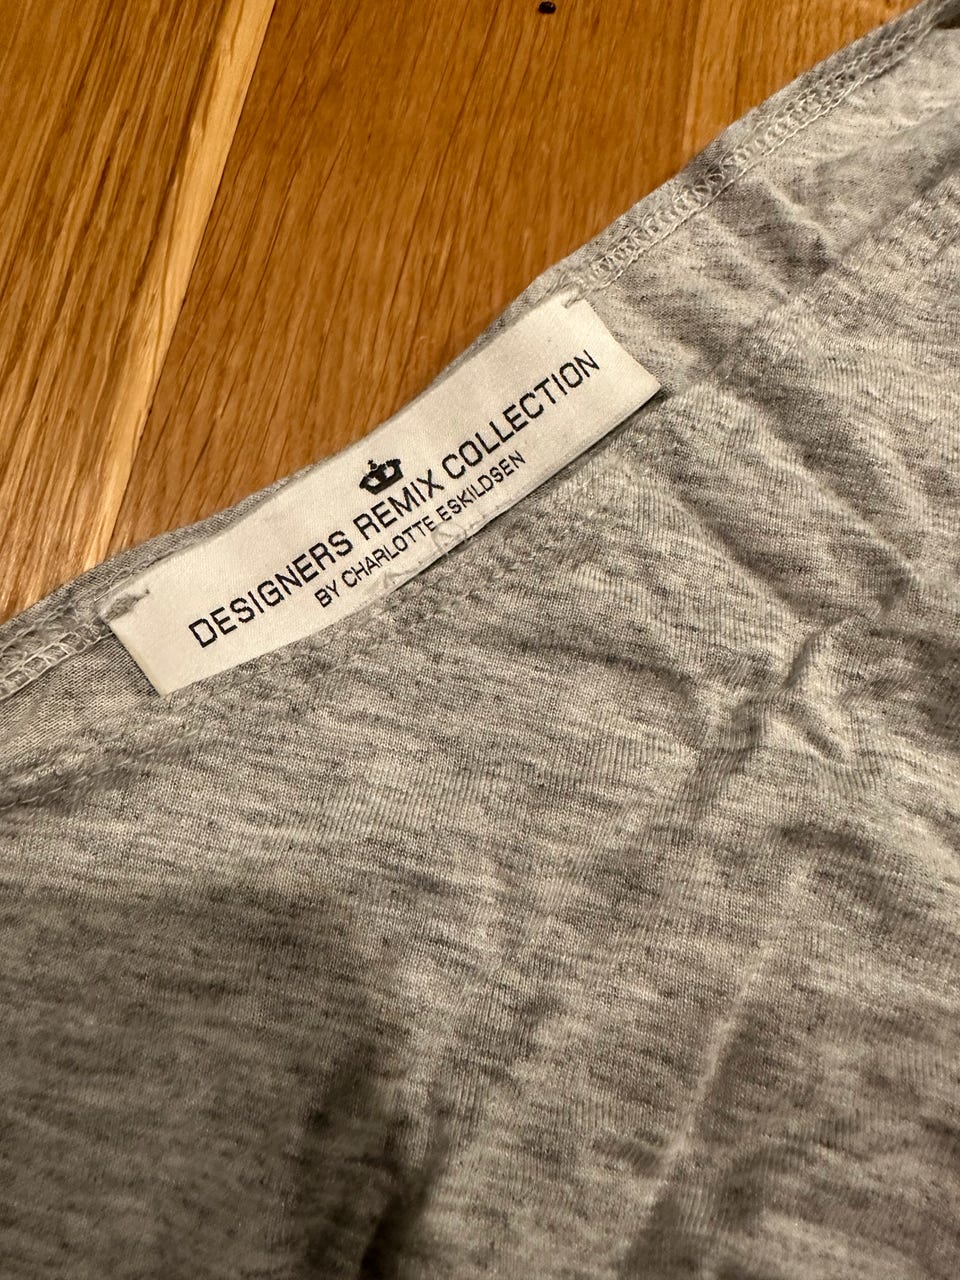 DESIGNERS REMIX COLLECTION
BY CHARLOTTE ESKILDSEN